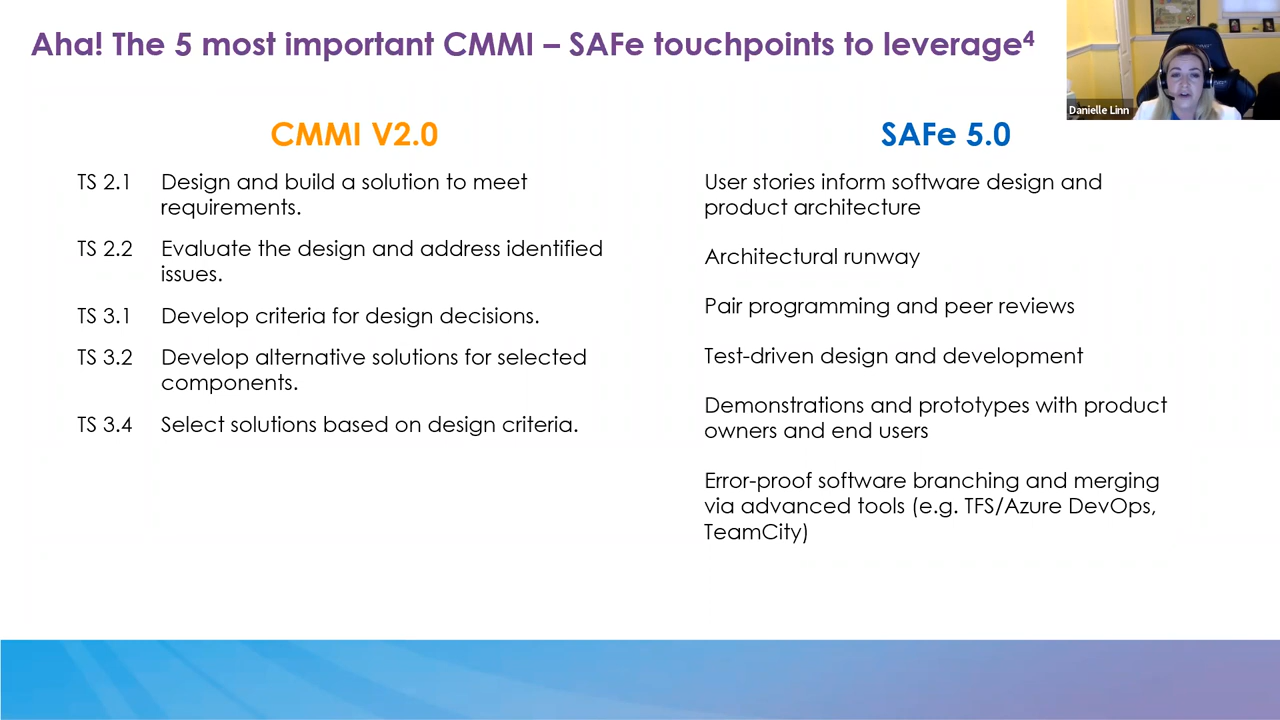 Aha! The 5 most important CMMI – SAFe touchpoints to leverage⁴
Danielle Linn
CMMI V2.0
TS 2.1 Design and build a solution to meet
requirements.
TS 2.2 Evaluate the design and address identified
issues.
TS 3.1 Develop criteria for design decisions.
TS 3.2 Develop alternative solutions for selected
components.
TS 3.4 Select solutions based on design criteria.
SAFe 5.0
User stories inform software design and
product architecture
Architectural runway
Pair programming and peer reviews
Test-driven design and development
Demonstrations and prototypes with product
owners and end users
Error-proof software branching and merging
via advanced tools (e.g. TFS/Azure DevOps,
TeamCity)